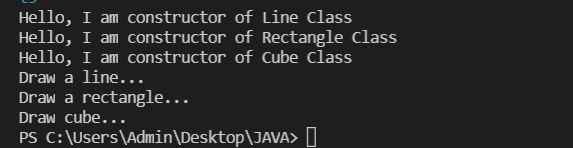 Hello, I am constructor of Line Class
Hello, I am constructor of Rectangle Class
Hello, I am constructor of Cube Class
Draw a line...
Draw a rectangle...
Draw cube...
PS C:\Users\Admin\Desktop\JAVA>